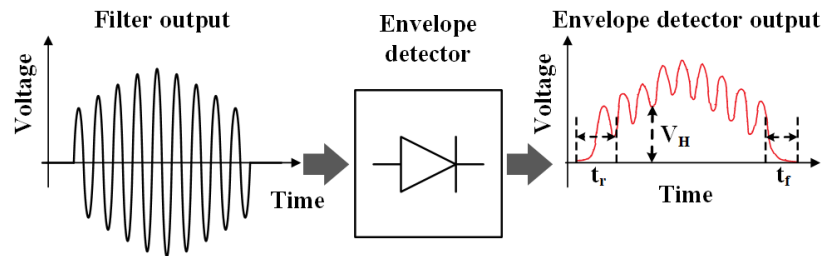 Filter output
Voltage
Time
Envelope
detector
Envelope detector output
Voltage
V_H
t_r
t_f
Time